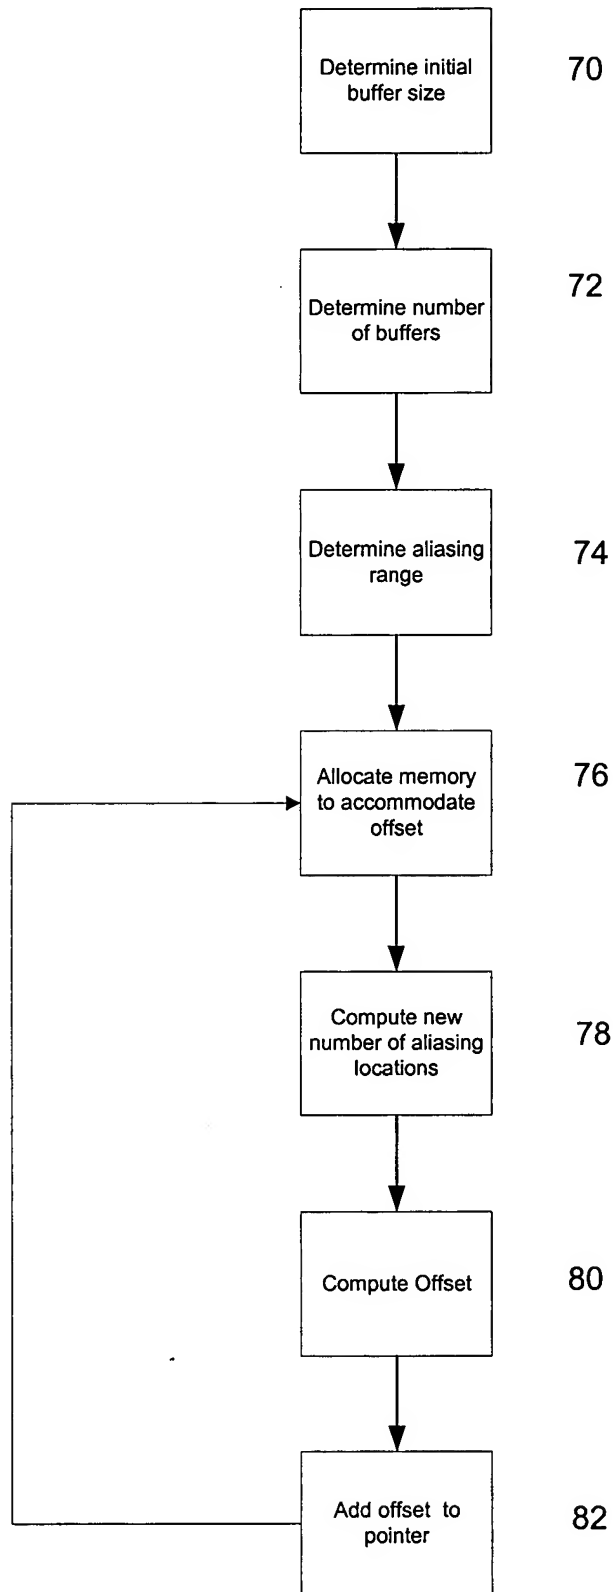 Determine initial
buffer size
70
Determine number
of buffers
72
Determine aliasing
range
74
Allocate memory
to accommodate
offset
76
Compute new
number of aliasing
locations
78
Compute Offset
80
Add offset to
pointer
82